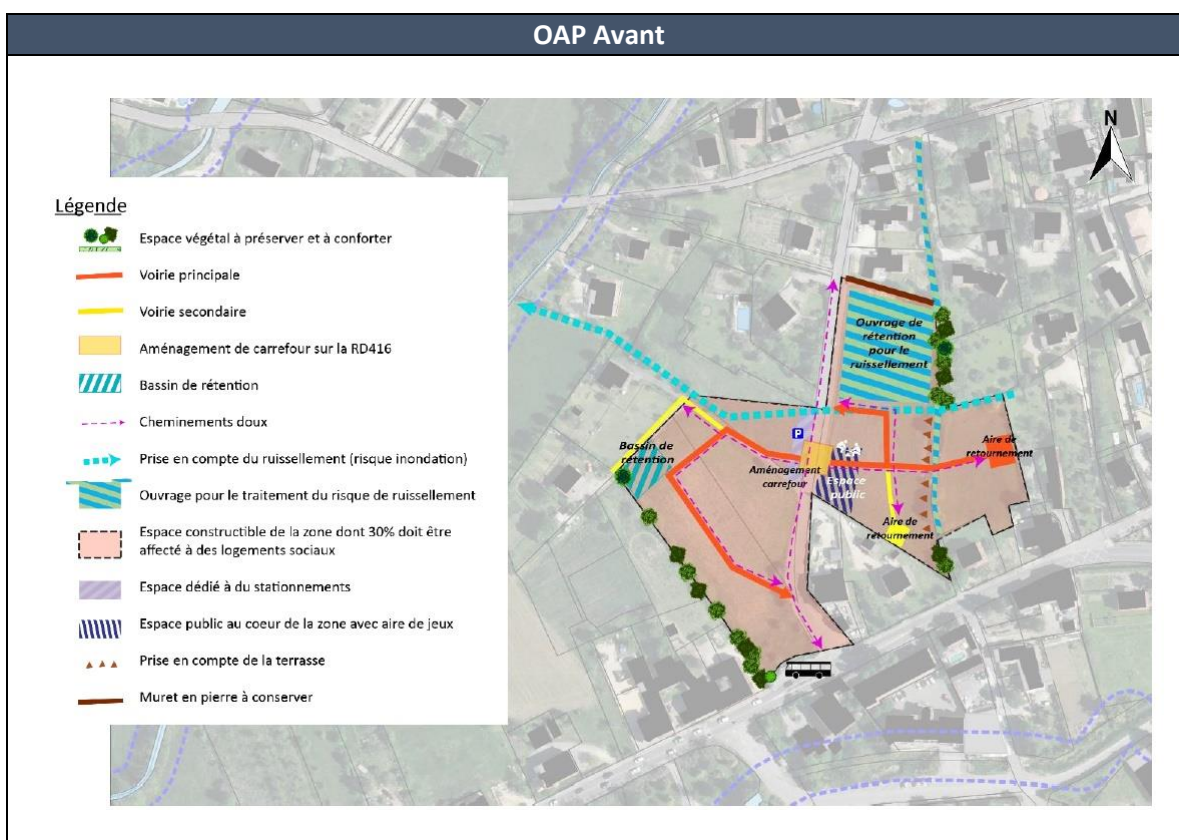 OAP Avant
N
Légende
Espace végétal à préserver et à conforter
Voirie principale
Voirie secondaire
Aménagement de carrefour sur la RD416
Bassin de rétention
Cheminements doux
Prise en compte du ruissellement (risque inondation)
Ouvrage pour le traitement du risque de ruissellement
Espace constructible de la zone dont 30% doit être
affecté à des logements sociaux
Espace dédié à du stationnements
Espace public au coeur de la zone avec aire de jeux
Prise en compte de la terrasse
Muret en pierre à conserver
Ouvrage de
rétention
pour le
ruissellement
P
Bassin de
rétention
Aménagement
carrefour
Espace
public
Aire de
retournement
Aire de
retournement